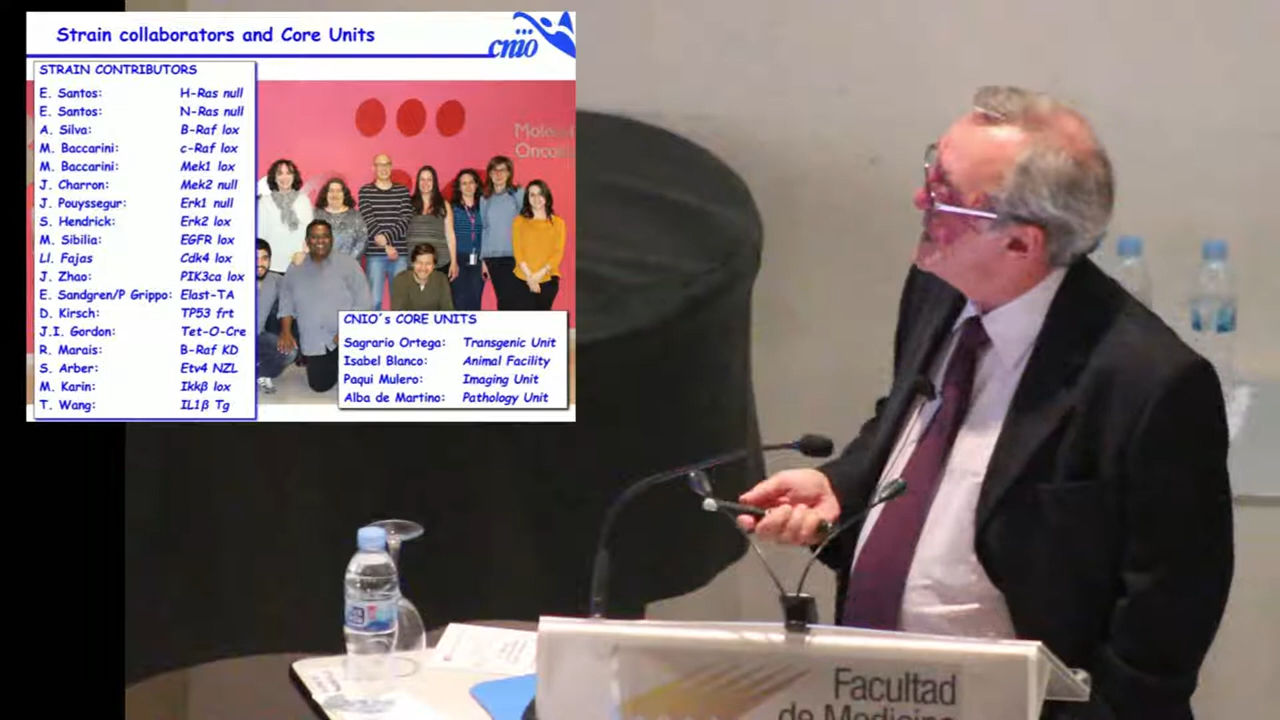 Strain collaborators and Core Units
cnio
STRAIN CONTRIBUTORS
E. Santos: H-Ras null
E. Santos: N-Ras null
A. Silva: B-Raf lox
M. Baccarini: c-Raf lox
M. Baccarini: Mek1 lox
J. Charron: Mek2 null
J. Pouyssegur: Erk1 null
S. Hendrick: Erk2 lox
M. Sibilia: EGFR lox
Ll. Fajas Cdk4 lox
J. Zhao: PIK3ca lox
E. Sandgren/P Grippo: Elast-TA
D. Kirsch: TP53 frt
J.I. Gordon: Tet-O-Cre
R. Marais: B-Raf KD
S. Arber: Etv4 NZL
M. Karin: Ikkβ lox
T. Wang: IL1β Tg
CNIO´s CORE UNITS
Sagrario Ortega: Transgenic Unit
Isabel Blanco: Animal Facility
Paqui Mulero: Imaging Unit
Alba de Martino: Pathology Unit
Facultad
de Medicina